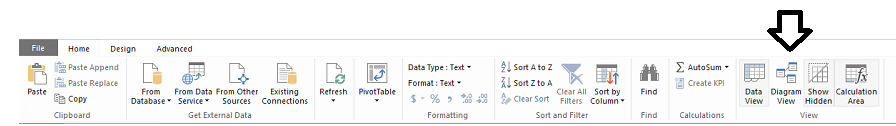 File Home Design Advanced
Paste
Paste Append
Paste Replace
Copy
Clipboard
From Database
From Data Service
From Other Sources
Existing Connections
Get External Data
Refresh
PivotTable
Data Type : Text
Format : Text
$ % , .00 .00
Formatting
Sort A to Z
Sort Z to A
Clear Sort
Clear All Filters
Sort by Column
Sort and Filter
Find
Find
AutoSum
Create KPI
Calculations
Data View
Diagram View
Show Hidden
Calculation Area
View